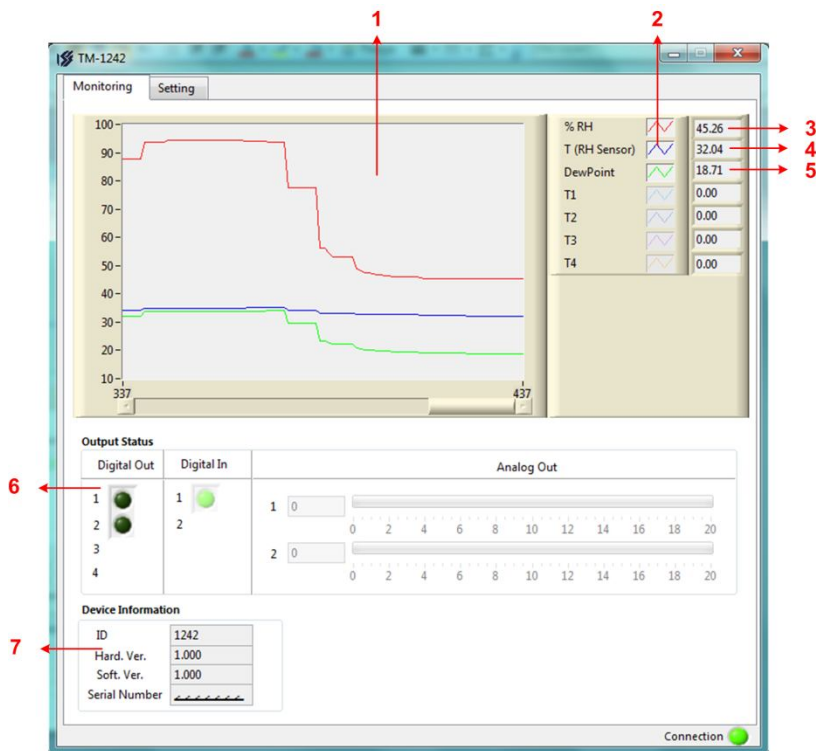 1 2
TM-1242
Monitoring Setting
100
90
80
70
60
50
40
30
20
10
337 437
% RH 45.26 3
T (RH Sensor) 32.04 4
DewPoint 18.71 5
T1 0.00
T2 0.00
T3 0.00
T4 0.00
Output Status
Digital Out Digital In Analog Out
6
1 1 1 0
0 2 4 6 8 10 12 14 16 18 20
2 2 2 0
0 2 4 6 8 10 12 14 16 18 20
3
4
Device Information
7
ID 1242
Hard. Ver. 1.000
Soft. Ver. 1.000
Serial Number
Connection